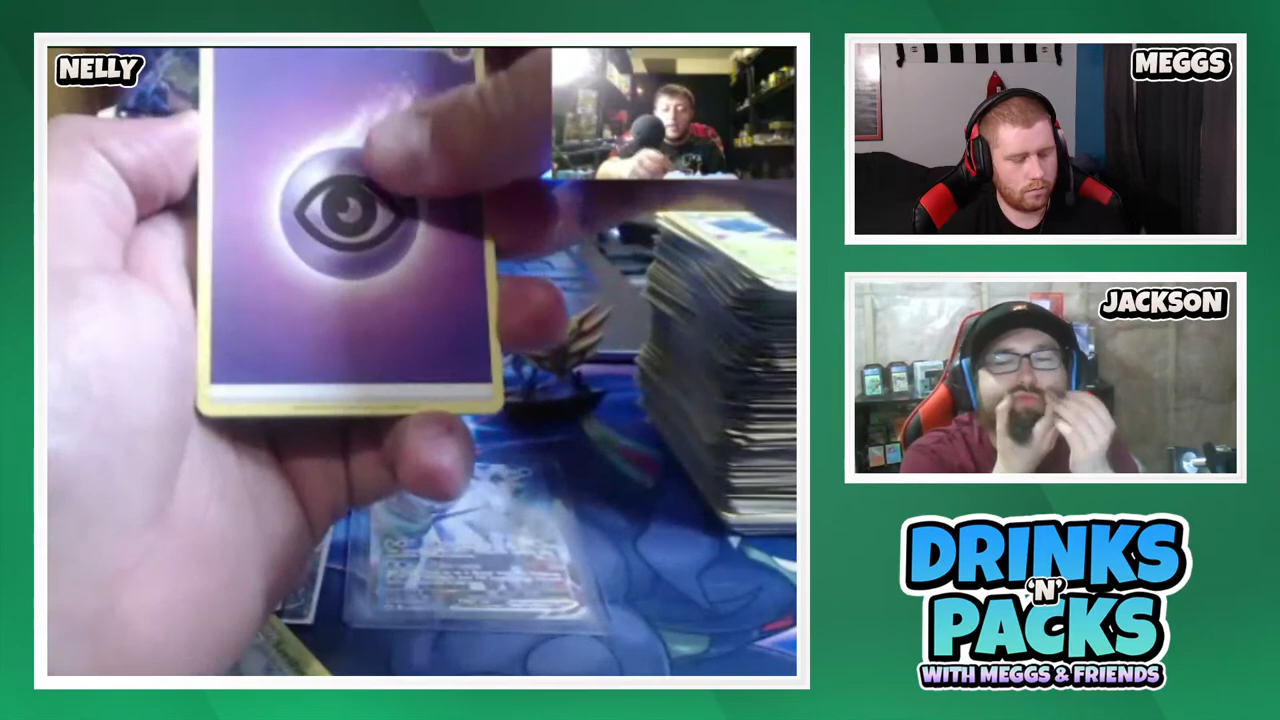 NELLY
MEGGS
JACKSON
DRINKS
'N'
PACKS
WITH MEGGS & FRIENDS